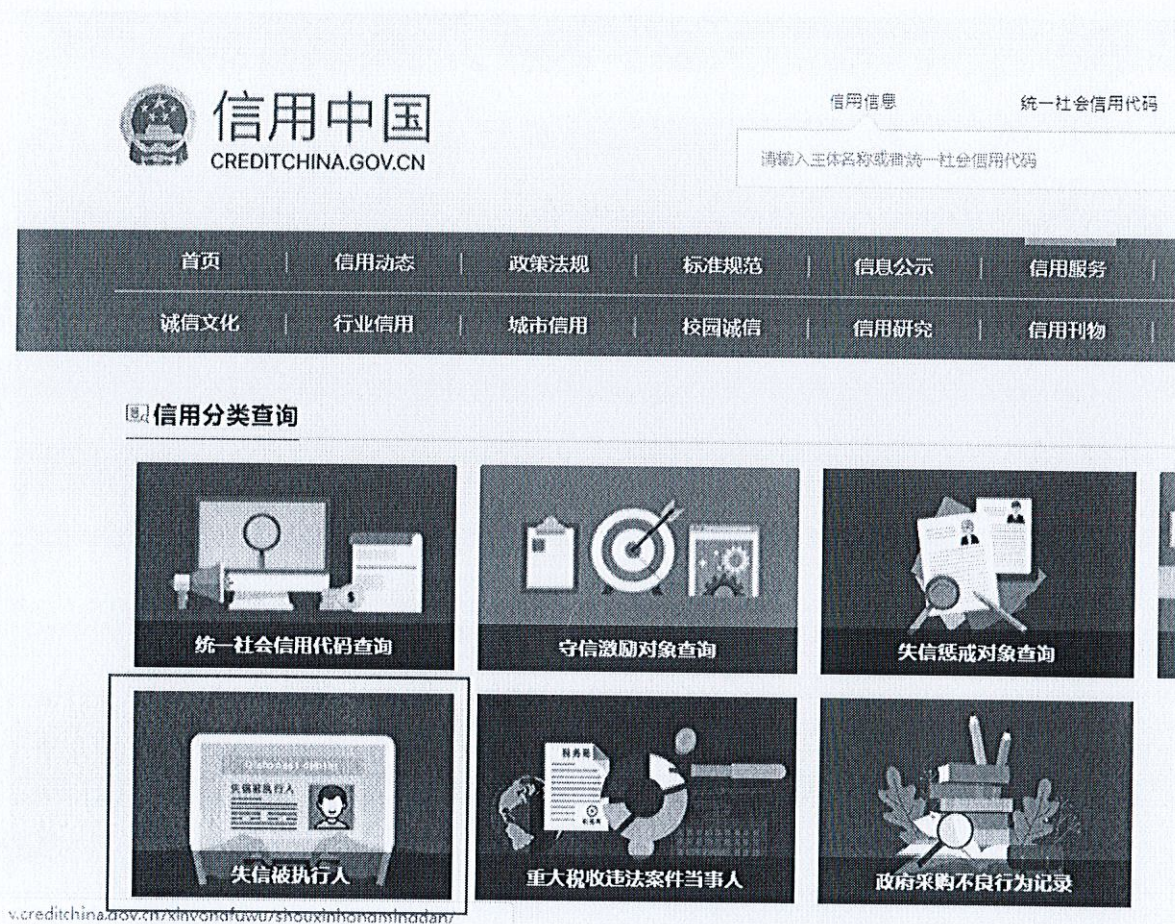 信用中国
CREDITCHINA.GOV.CN
信用信息
统一社会信用代码
请输入主体名称或者统一社会信用代码
首页 | 信用动态 | 政策法规 | 标准规范 | 信息公示 | 信用服务 |
诚信文化 | 行业信用 | 城市信用 | 校园诚信 | 信用研究 | 信用刊物 |
信用分类查询
统一社会信用代码查询
守信激励对象查询
失信惩戒对象查询
失信被执行人
失信被执行人
税务局
重大税收违法案件当事人
政府采购不良行为记录
v.creditchina.gov.cn/xinyongfuwu/shouxinhongmingdan/